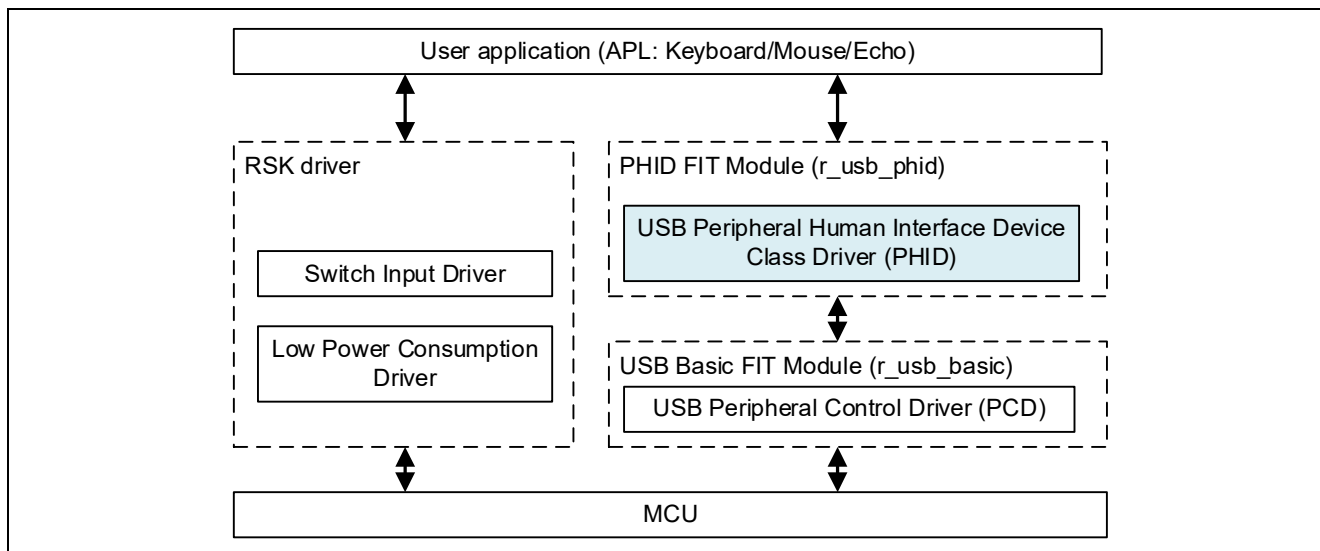 User application (APL: Keyboard/Mouse/Echo)
RSK driver
Switch Input Driver
Low Power Consumption
Driver
PHID FIT Module (r_usb_phid)
USB Peripheral Human Interface Device
Class Driver (PHID)
USB Basic FIT Module (r_usb_basic)
USB Peripheral Control Driver (PCD)
MCU